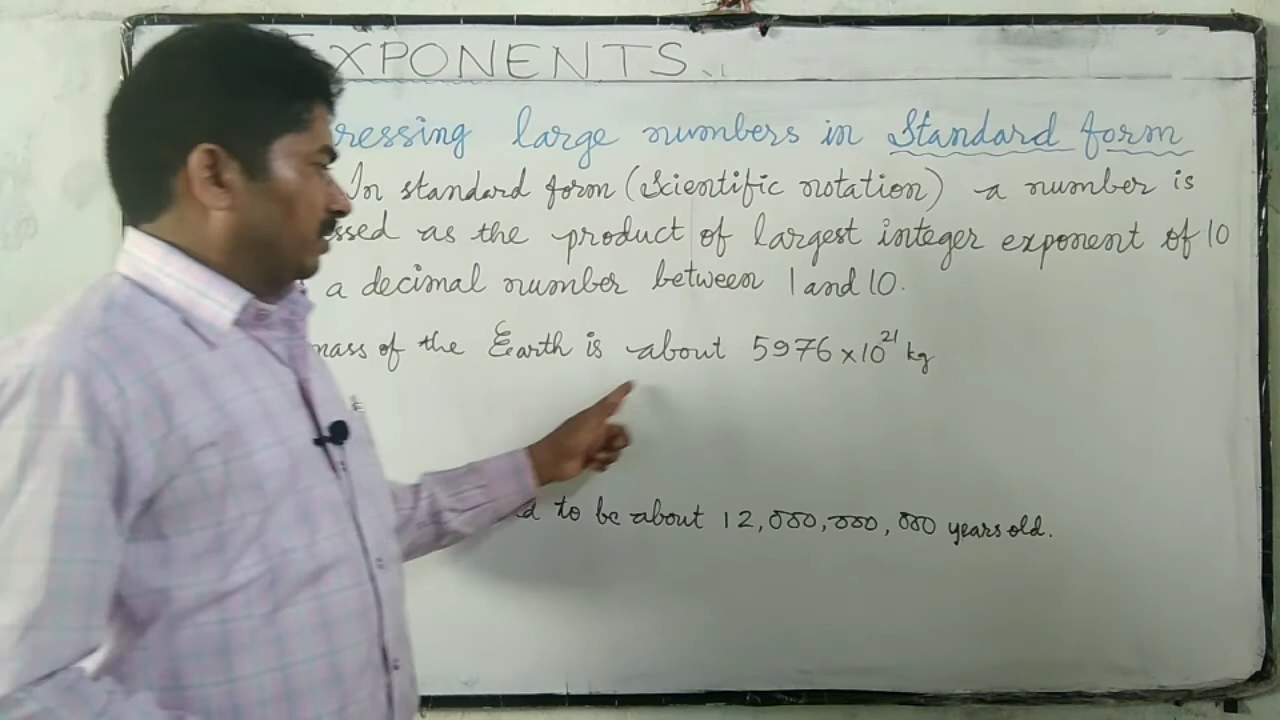 EXPONENTS
ressing large numbers in Standard form
In standard form (Scientific notation) a number is
ssed as the product of largest integer exponent of 10
a decimal number between 1 and 10.
mass of the Earth is about 5976 × 10²¹ kg
to be about 12,000,000,000 years old.